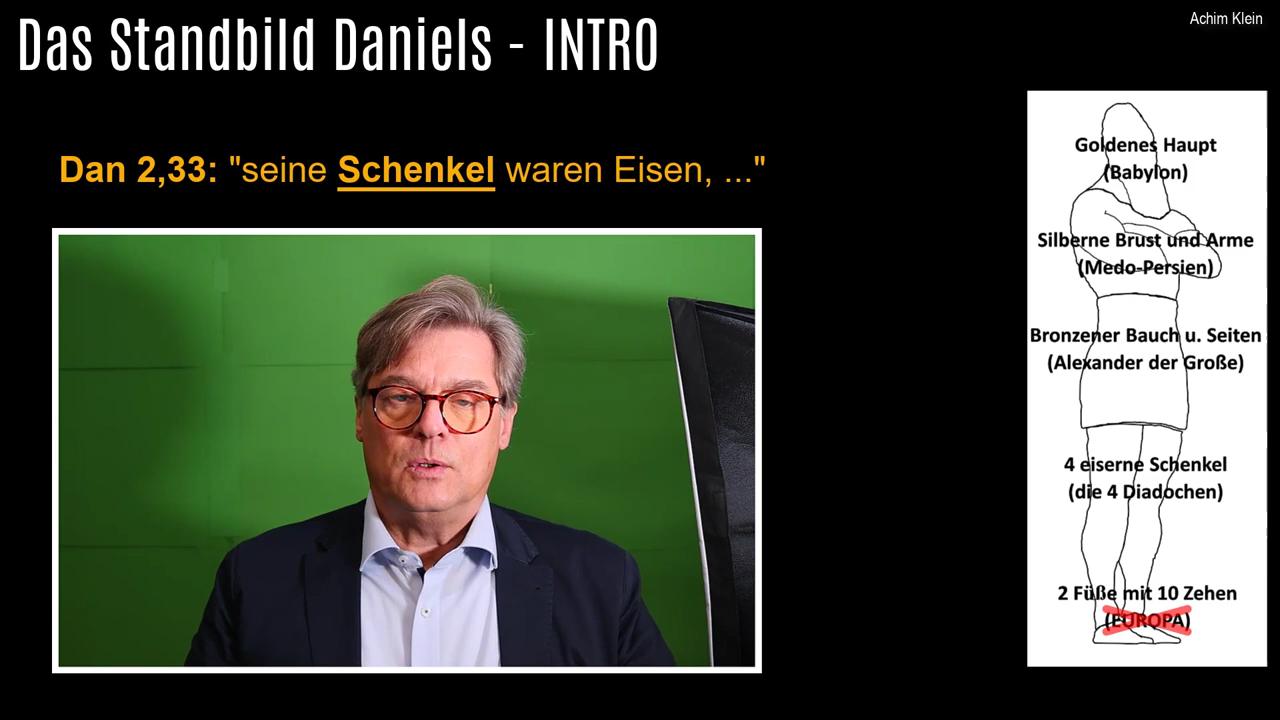 Das Standbild Daniels - INTRO
Achim Klein
Dan 2,33: "seine Schenkel waren Eisen, ..."
Goldenes Haupt
(Babylon)
Silberne Brust und Arme
(Medo-Persien)
Bronzener Bauch u. Seiten
(Alexander der Große)
4 eiserne Schenkel
(die 4 Diadochen)
2 Füße mit 10 Zehen
(EUROPA)